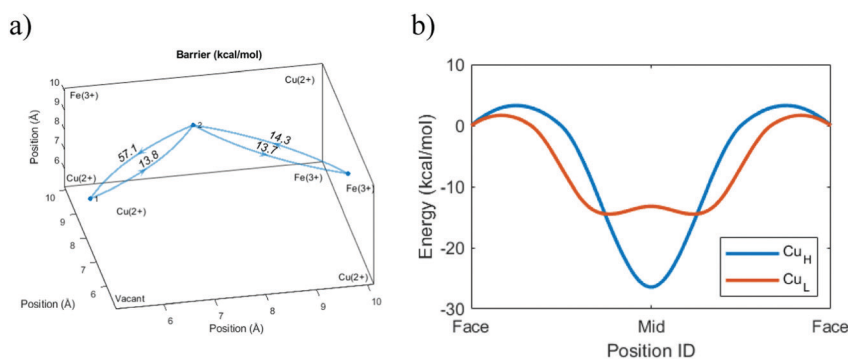 a)
Barrier (kcal/mol)
10
Fe(3+)
Cu(2+)
9
8
7
6
Position (Å)
2
57.1
13.8
14.3
13.7
Cu(2+)
Fe(3+)
Fe(3+)
1
Cu(2+)
10
9
8
7
6
Position (Å)
Vacant
Cu(2+)
6
7
8
9
10
Position (Å)
b)
10
0
-10
-20
-30
Energy (kcal/mol)
Cu_H
Cu_L
Face
Mid
Face
Position ID